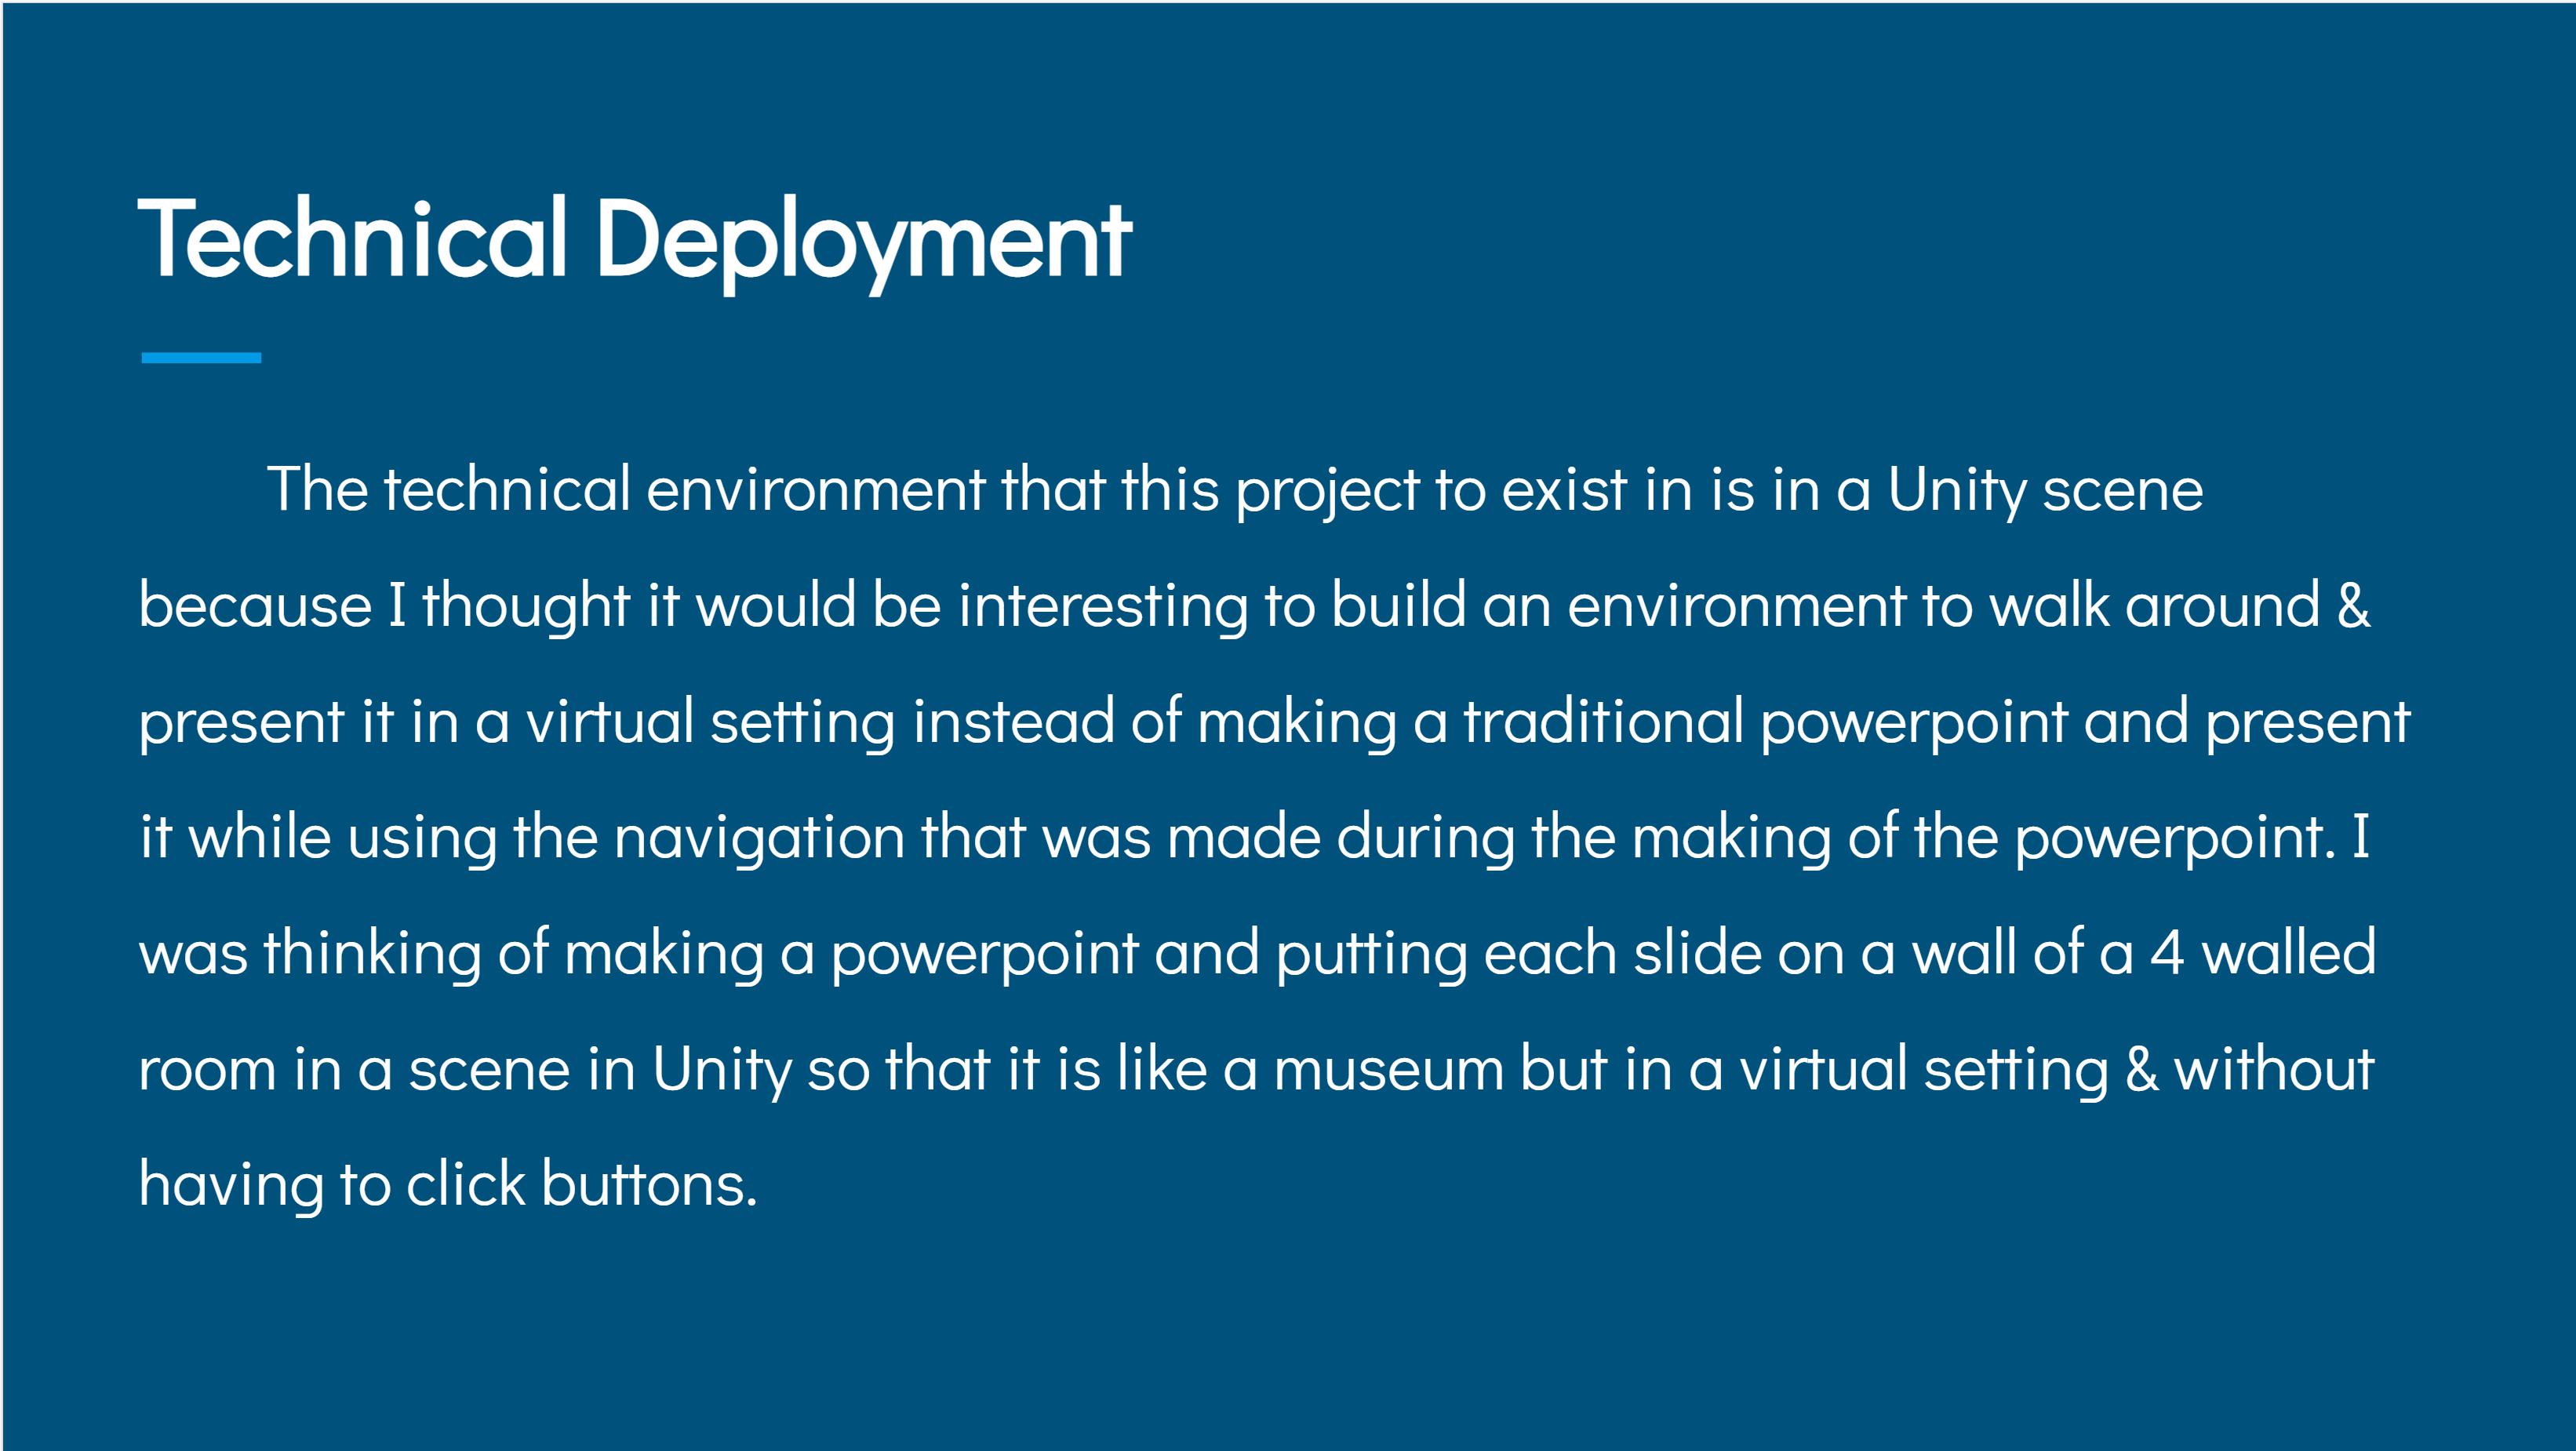 Technical Deployment
The technical environment that this project to exist in is in a Unity scene
because I thought it would be interesting to build an environment to walk around &
present it in a virtual setting instead of making a traditional powerpoint and present
it while using the navigation that was made during the making of the powerpoint. I
was thinking of making a powerpoint and putting each slide on a wall of a 4 walled
room in a scene in Unity so that it is like a museum but in a virtual setting & without
having to click buttons.